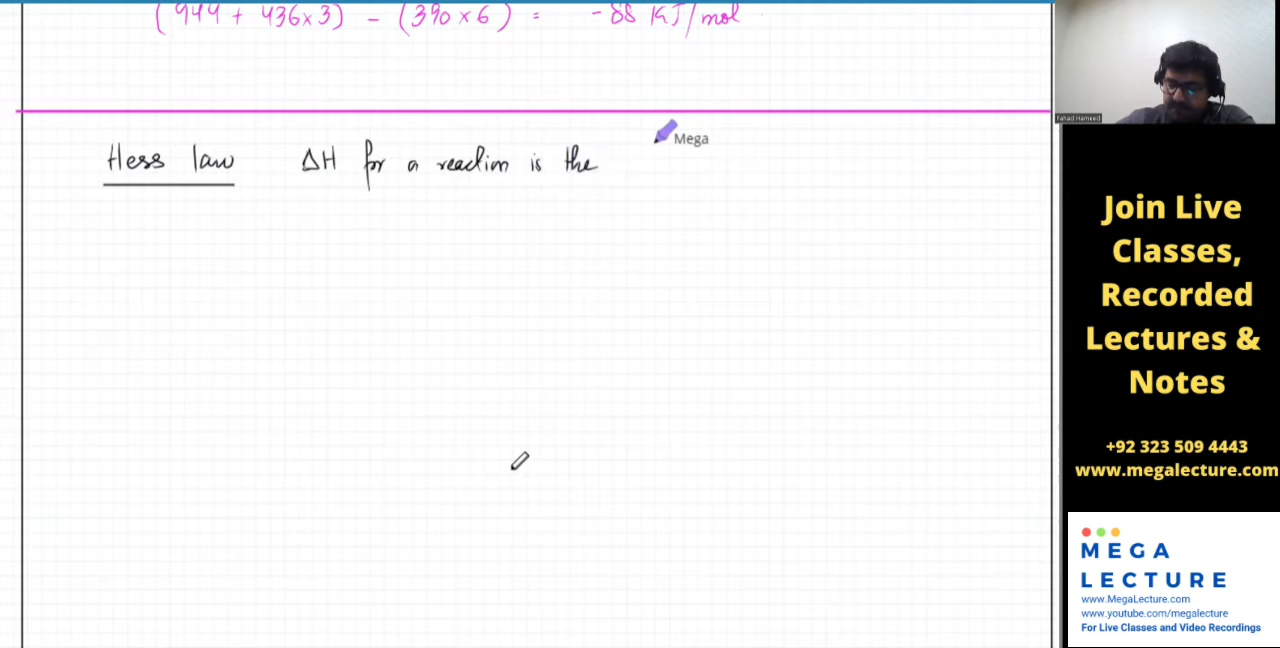 (944 + 436×3) - (390×6) = -88 KJ/mol
Mega
Hess law ΔH for a reaction is the
Fahad Hameed
Join Live
Classes,
Recorded
Lectures &
Notes
+92 323 509 4443
www.megalecture.com
MEGA
LECTURE
www.MegaLecture.com
www.youtube.com/megalecture
For Live Classes and Video Recordings